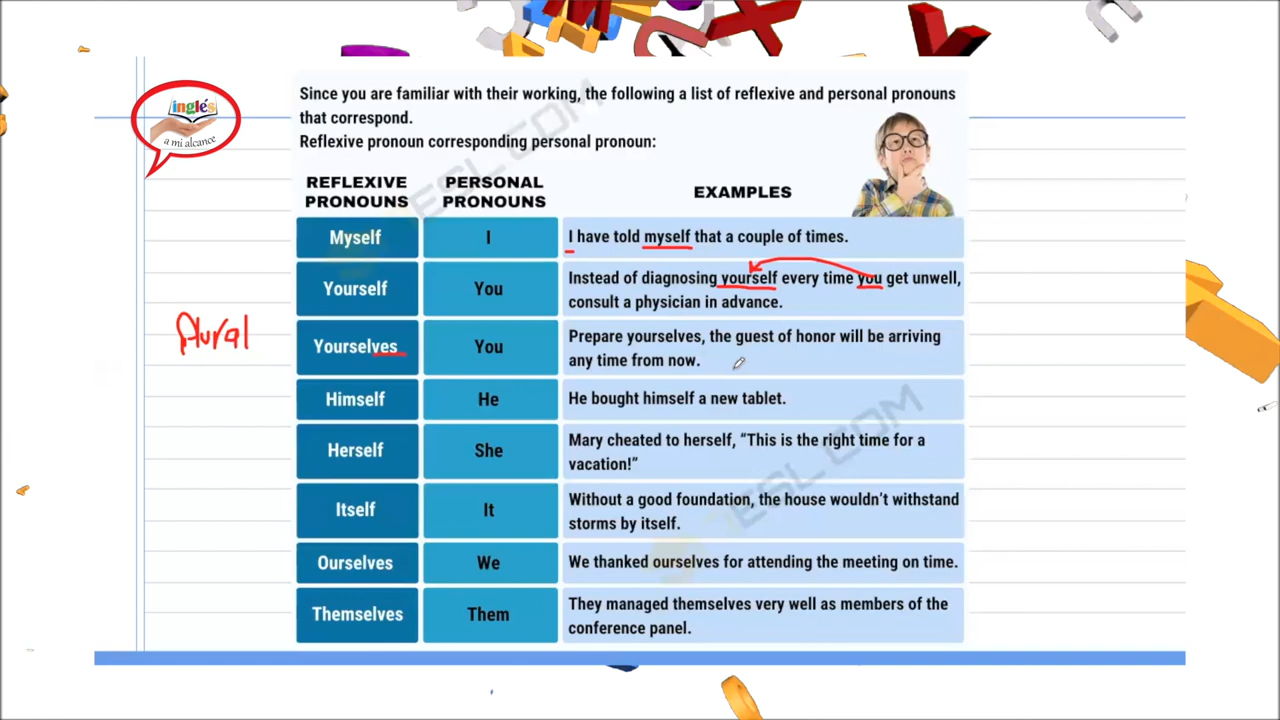 inglés
a mi alcance
Since you are familiar with their working, the following a list of reflexive and personal pronouns
that correspond.
Reflexive pronoun corresponding personal pronoun:
REFLEXIVE
PRONOUNS
PERSONAL
PRONOUNS
EXAMPLES
Myself
I
I have told myself that a couple of times.
Yourself
You
Instead of diagnosing yourself every time you get unwell,
consult a physician in advance.
Plural
Yourselves
You
Prepare yourselves, the guest of honor will be arriving
any time from now.
Himself
He
He bought himself a new tablet.
Herself
She
Mary cheated to herself, “This is the right time for a
vacation!”
Itself
It
Without a good foundation, the house wouldn’t withstand
storms by itself.
Ourselves
We
We thanked ourselves for attending the meeting on time.
Themselves
Them
They managed themselves very well as members of the
conference panel.
7ESL.COM
7ESL.COM